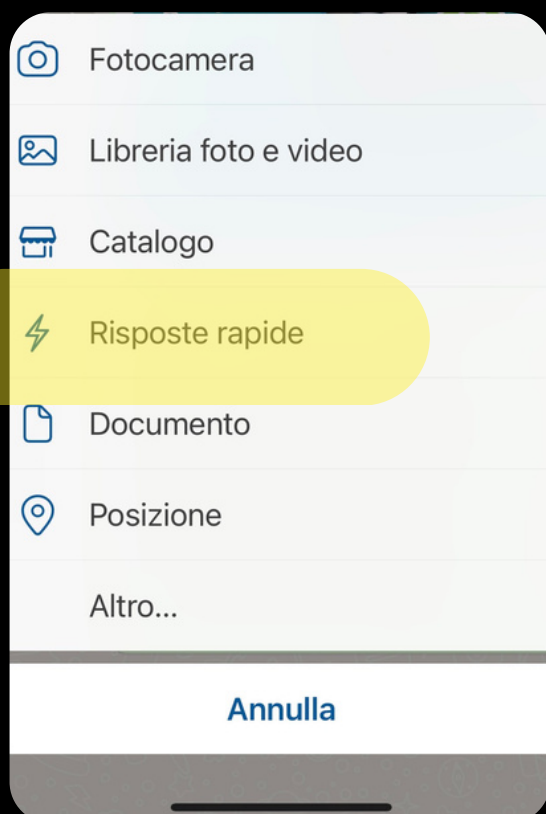 Fotocamera
Libreria foto e video
Catalogo
Risposte rapide
Documento
Posizione
Altro...
Annulla